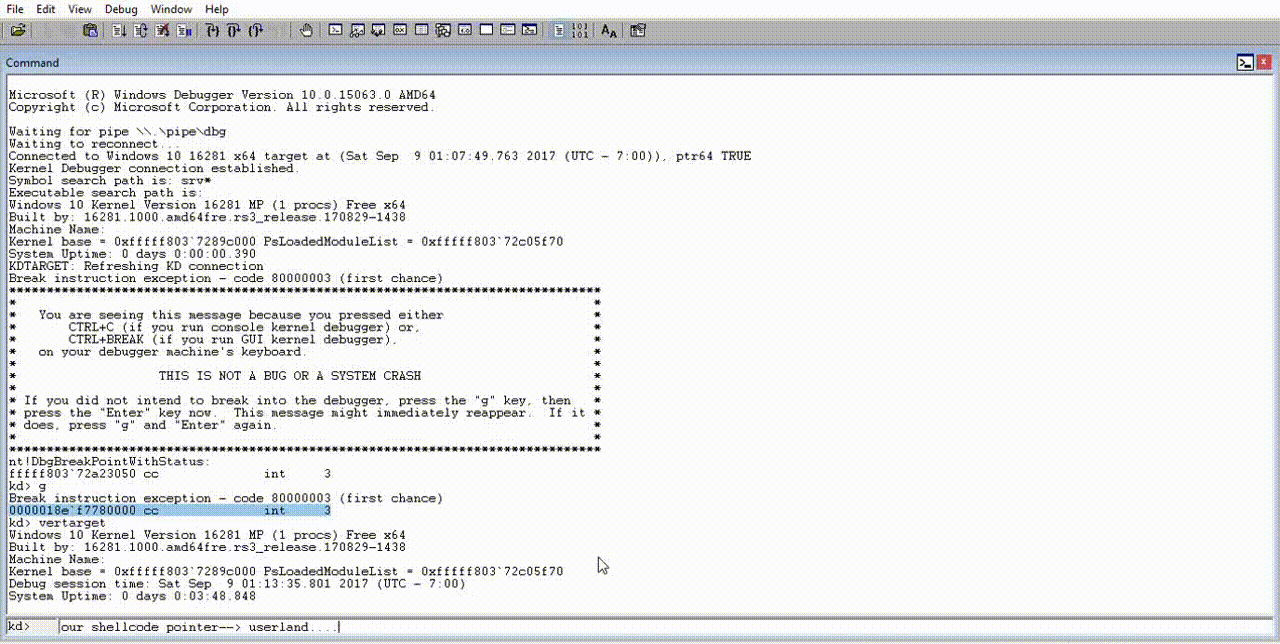 File Edit View Debug Window Help
Command
Microsoft (R) Windows Debugger Version 10.0.15063.0 AMD64
Copyright (c) Microsoft Corporation. All rights reserved.
Waiting for pipe \\.\pipe\dbg
Waiting to reconnect...
Connected to Windows 10 16281 x64 target at (Sat Sep  9 01:07:49.763 2017 (UTC - 7:00)), ptr64 TRUE
Kernel Debugger connection established.
Symbol search path is: srv*
Executable search path is:
Windows 10 Kernel Version 16281 MP (1 procs) Free x64
Built by: 16281.1000.amd64fre.rs3_release.170829-1438
Machine Name:
Kernel base = 0xfffff803`7289c000 PsLoadedModuleList = 0xfffff803`72c05f70
System Uptime: 0 days 0:00:00.390
KDTARGET: Refreshing KD connection
Break instruction exception - code 80000003 (first chance)
*******************************************************************************
*                                                                             *
*   You are seeing this message because you pressed either                    *
*       CTRL+C (if you run console kernel debugger) or,                       *
*       CTRL+BREAK (if you run GUI kernel debugger),                          *
*   on your debugger machine's keyboard.                                      *
*                                                                             *
*                   THIS IS NOT A BUG OR A SYSTEM CRASH                       *
*                                                                             *
* If you did not intend to break into the debugger, press the "g" key, then   *
* press the "Enter" key now.  This message might immediately reappear.  If it *
* does, press "g" and "Enter" again.                                          *
*                                                                             *
*******************************************************************************
nt!DbgBreakPointWithStatus:
fffff803`72a23050 cc              int     3
kd> g
Break instruction exception - code 80000003 (first chance)
0000018e`f7780000 cc              int     3
kd> vertarget
Windows 10 Kernel Version 16281 MP (1 procs) Free x64
Built by: 16281.1000.amd64fre.rs3_release.170829-1438
Machine Name:
Kernel base = 0xfffff803`7289c000 PsLoadedModuleList = 0xfffff803`72c05f70
Debug session time: Sat Sep  9 01:13:35.801 2017 (UTC - 7:00)
System Uptime: 0 days 0:03:48.848
kd> our shellcode pointer--> userland....